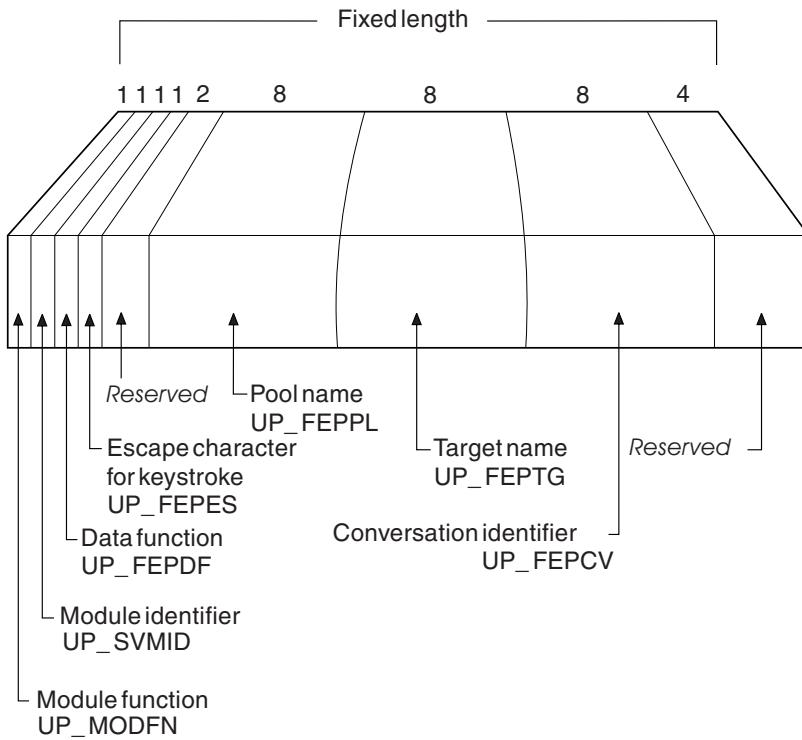 Fixed length
1 1 1 1 2 8 8 8 4
Reserved
Pool name
UP_FEPPL
Escape character
for keystroke
UP_FEPES
Target name
UP_FEPTG
Reserved
Data function
UP_FEPDF
Conversation identifier
UP_FEPCV
Module identifier
UP_SVMID
Module function
UP_MODFN